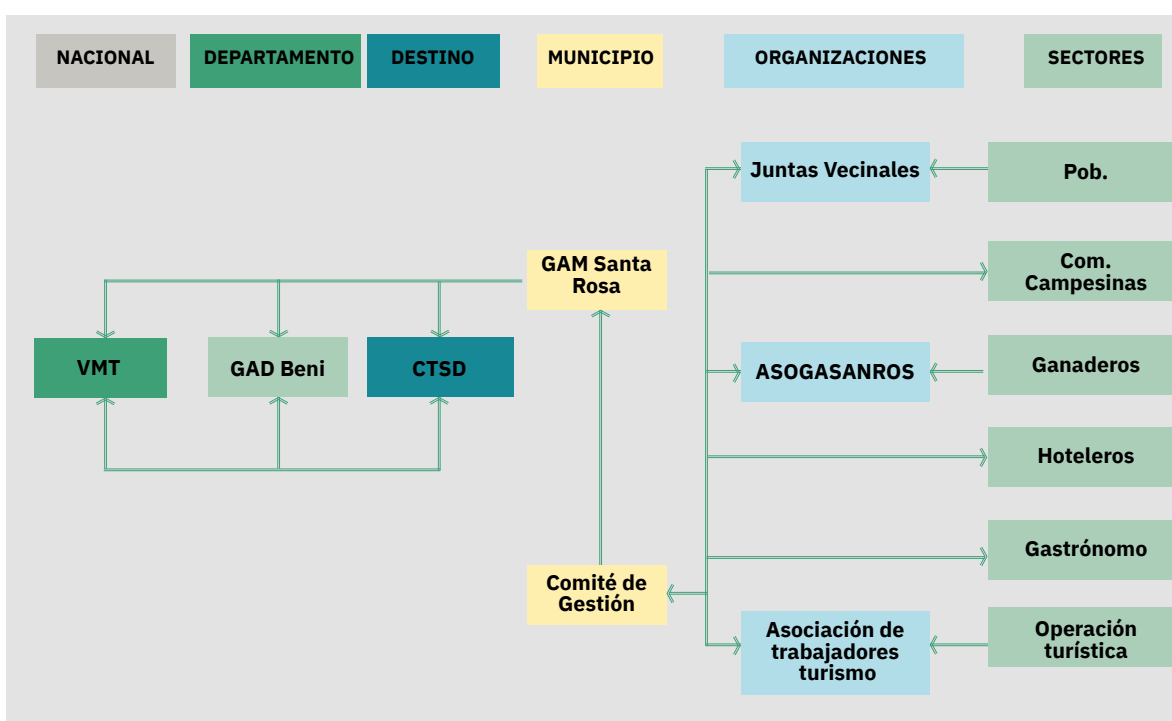 NACIONAL
DEPARTAMENTO
DESTINO
MUNICIPIO
ORGANIZACIONES
SECTORES
Juntas Vecinales
Pob.
GAM Santa
Rosa
Com.
Campesinas
VMT
GAD Beni
CTSD
ASOGASANROS
Ganaderos
Hoteleros
Gastrónomo
Comité de
Gestión
Asociación de
trabajadores
turismo
Operación
turística